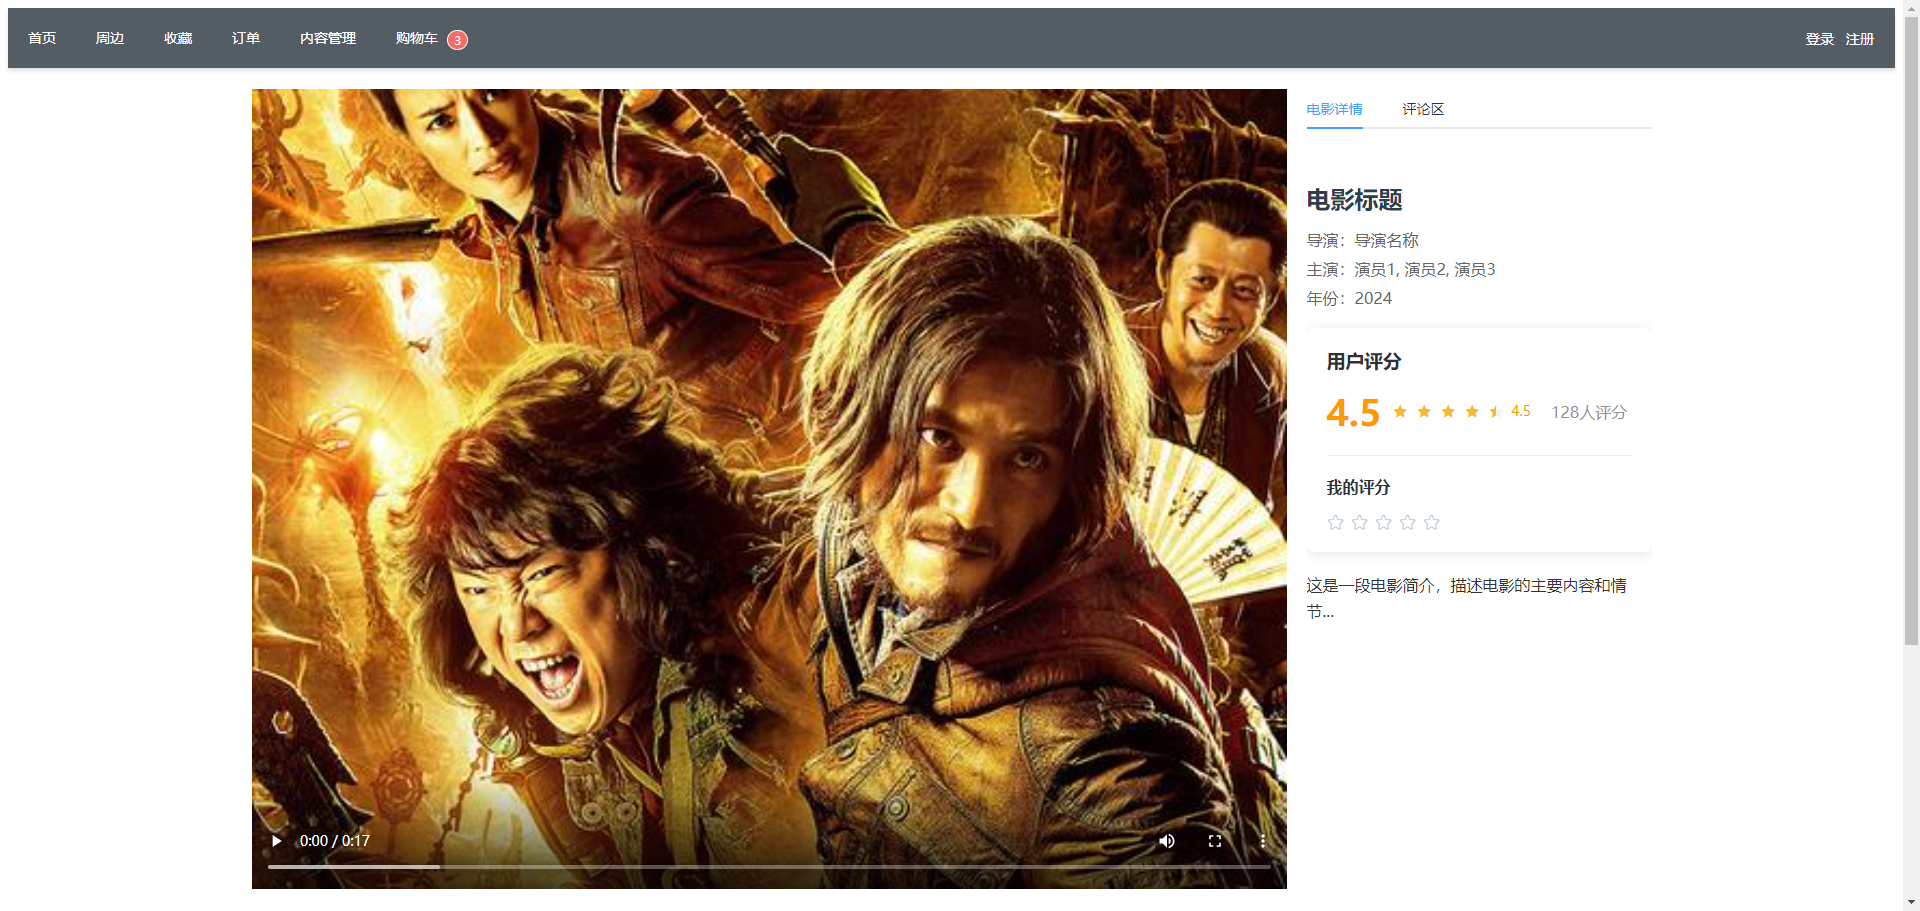 首页 周边 收藏 订单 内容管理 购物车 3 登录 注册
电影详情 评论区
电影标题
导演：导演名称
主演：演员1, 演员2, 演员3
年份：2024
用户评分
4.5 4.5 128人评分
我的评分
这是一段电影简介，描述电影的主要内容和情
节...
0:00 / 0:17